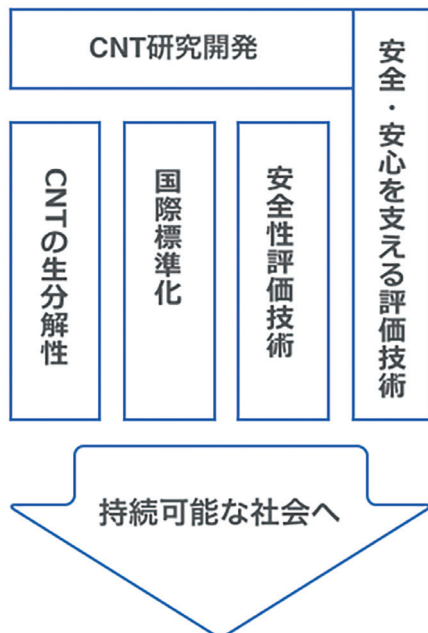 CNT研究開発
安全・安心を支える評価技術
安全性評価技術
国際標準化
CNTの生分解性
持続可能な社会へ